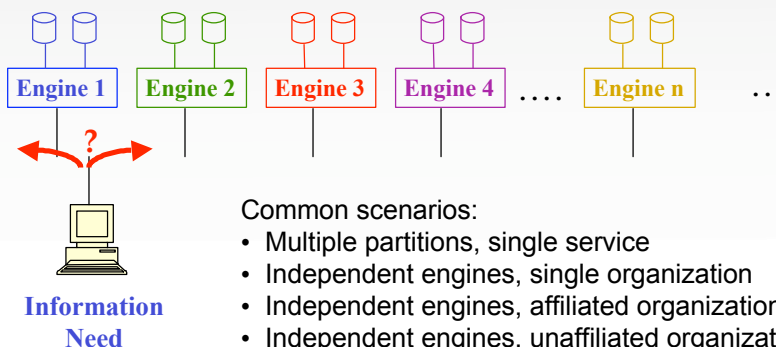 Engine 1 Engine 2 Engine 3 Engine 4 .... Engine n ..
?
Common scenarios:
• Multiple partitions, single service
• Independent engines, single organization
• Independent engines, affiliated organization
• Independent engines, unaffiliated organizat
Information
Need